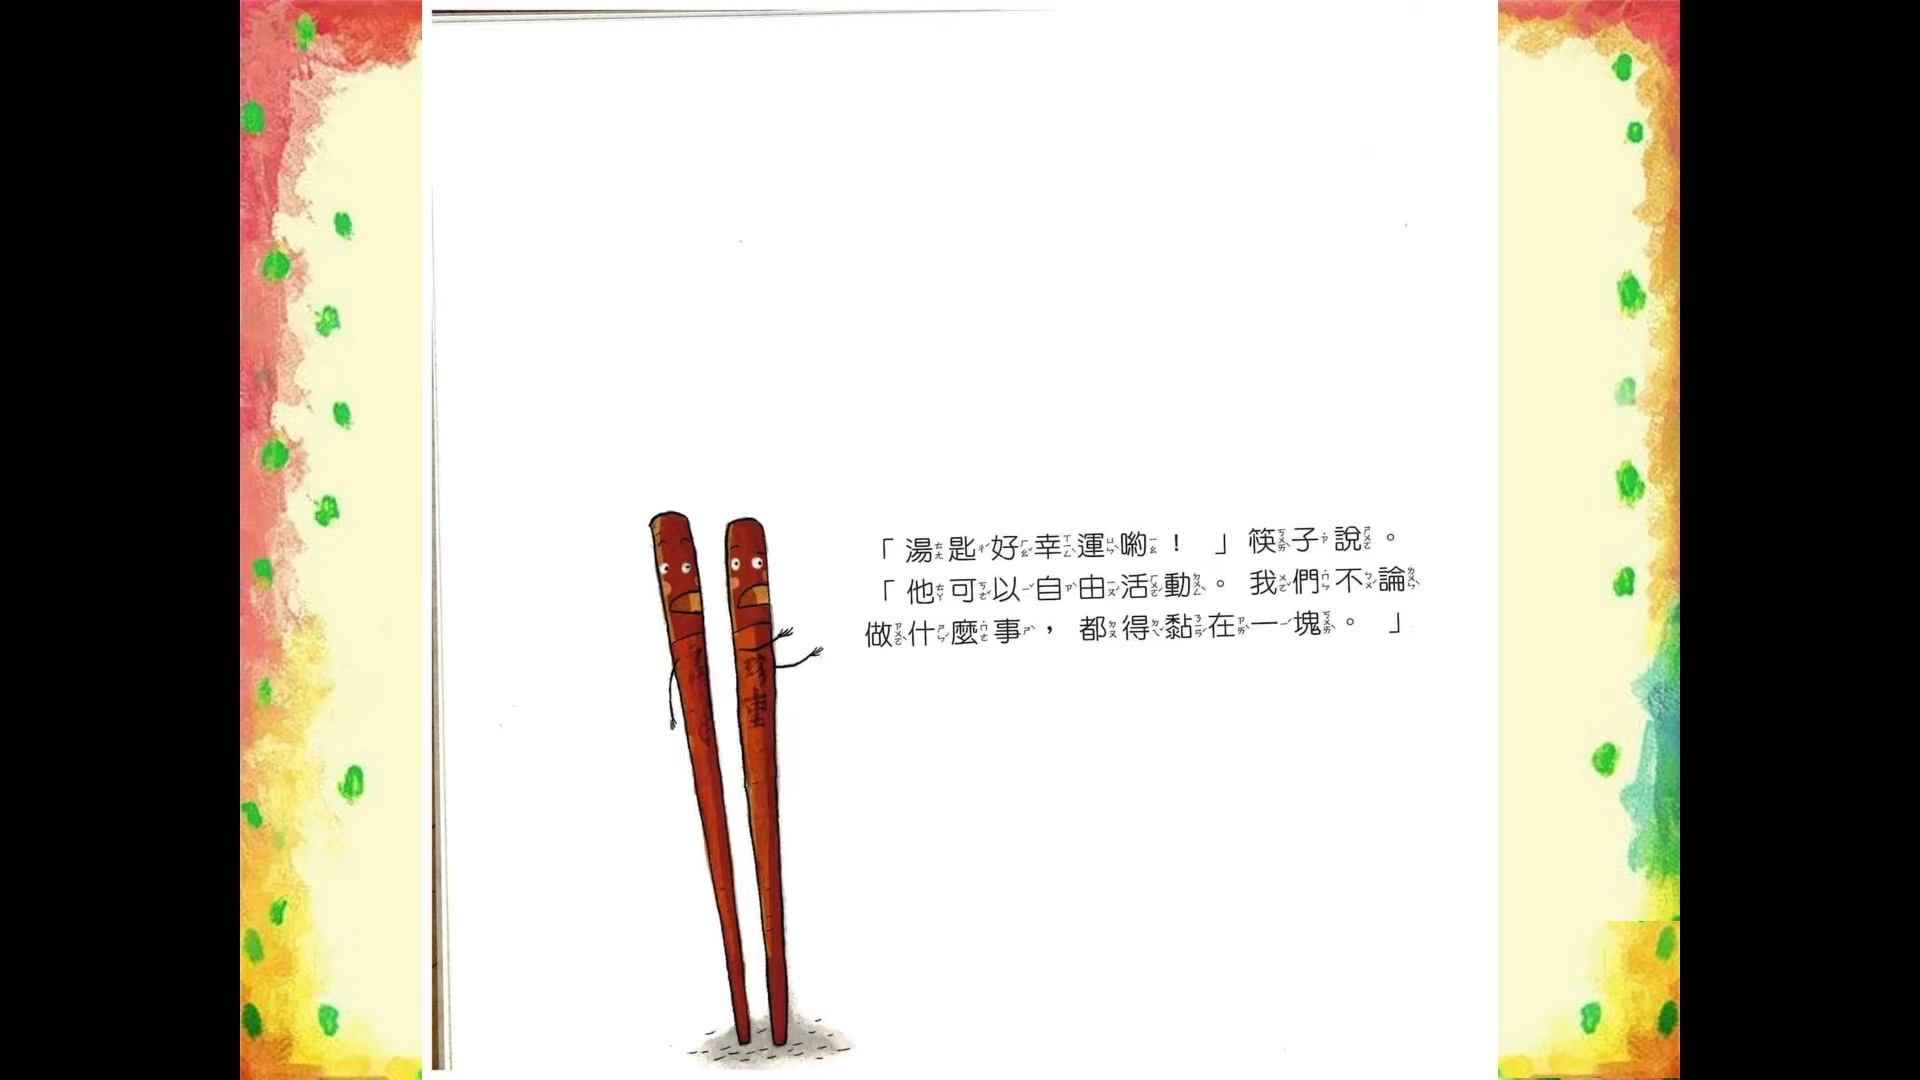 「湯匙好幸運喲！」筷子說。
「他可以自由活動。我們不論
做什麼事，都得黏在一塊。」